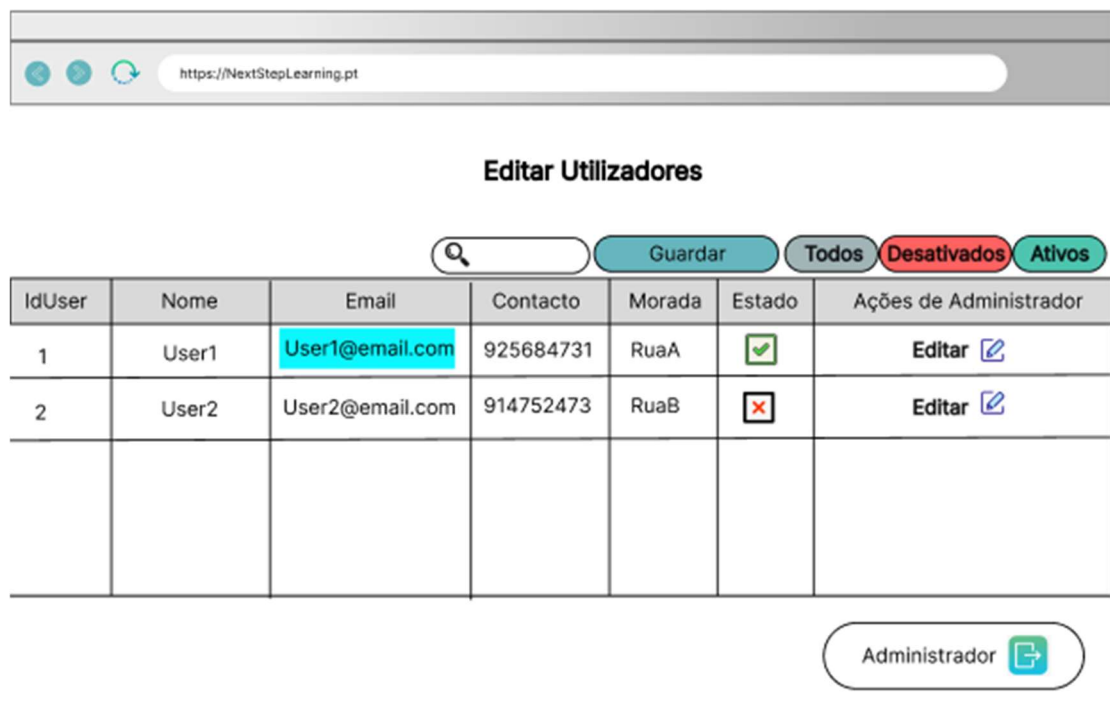 https://NextStepLearning.pt
Editar Utilizadores
Guardar Todos Desativados Ativos
IdUser Nome Email Contacto Morada Estado Ações de Administrador
1 User1 User1@email.com 925684731 RuaA Editar
2 User2 User2@email.com 914752473 RuaB Editar
Administrador